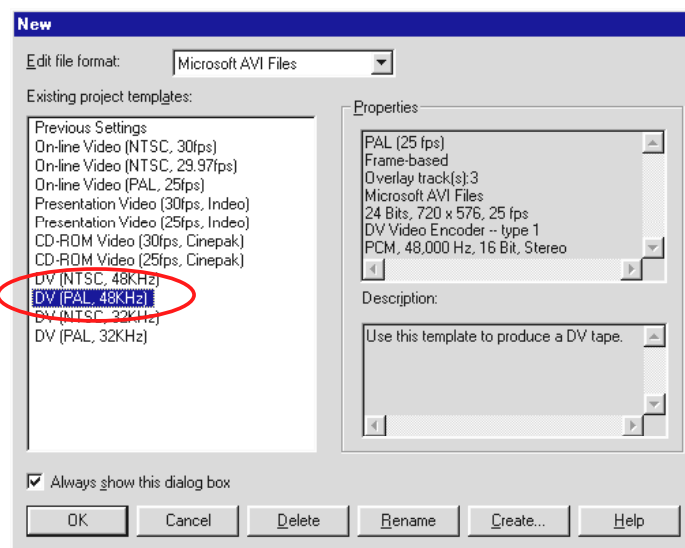 New
Edit file format:
Microsoft AVI Files
Existing project templates:
Previous Settings
On-line Video (NTSC, 30fps)
On-line Video (NTSC, 29.97fps)
On-line Video (PAL, 25fps)
Presentation Video (30fps, Indeo)
Presentation Video (25fps, Indeo)
CD-ROM Video (30fps, Cinepak)
CD-ROM Video (25fps, Cinepak)
DV (NTSC, 48KHz)
DV (PAL, 48KHz)
DV (NTSC, 32KHz)
DV (PAL, 32KHz)
Properties
PAL (25 fps)
Frame-based
Overlay track(s):3
Microsoft AVI Files
24 Bits, 720 x 576, 25 fps
DV Video Encoder -- type 1
PCM, 48,000 Hz, 16 Bit, Stereo
Description:
Use this template to produce a DV tape.
Always show this dialog box
OK
Cancel
Delete
Rename
Create...
Help